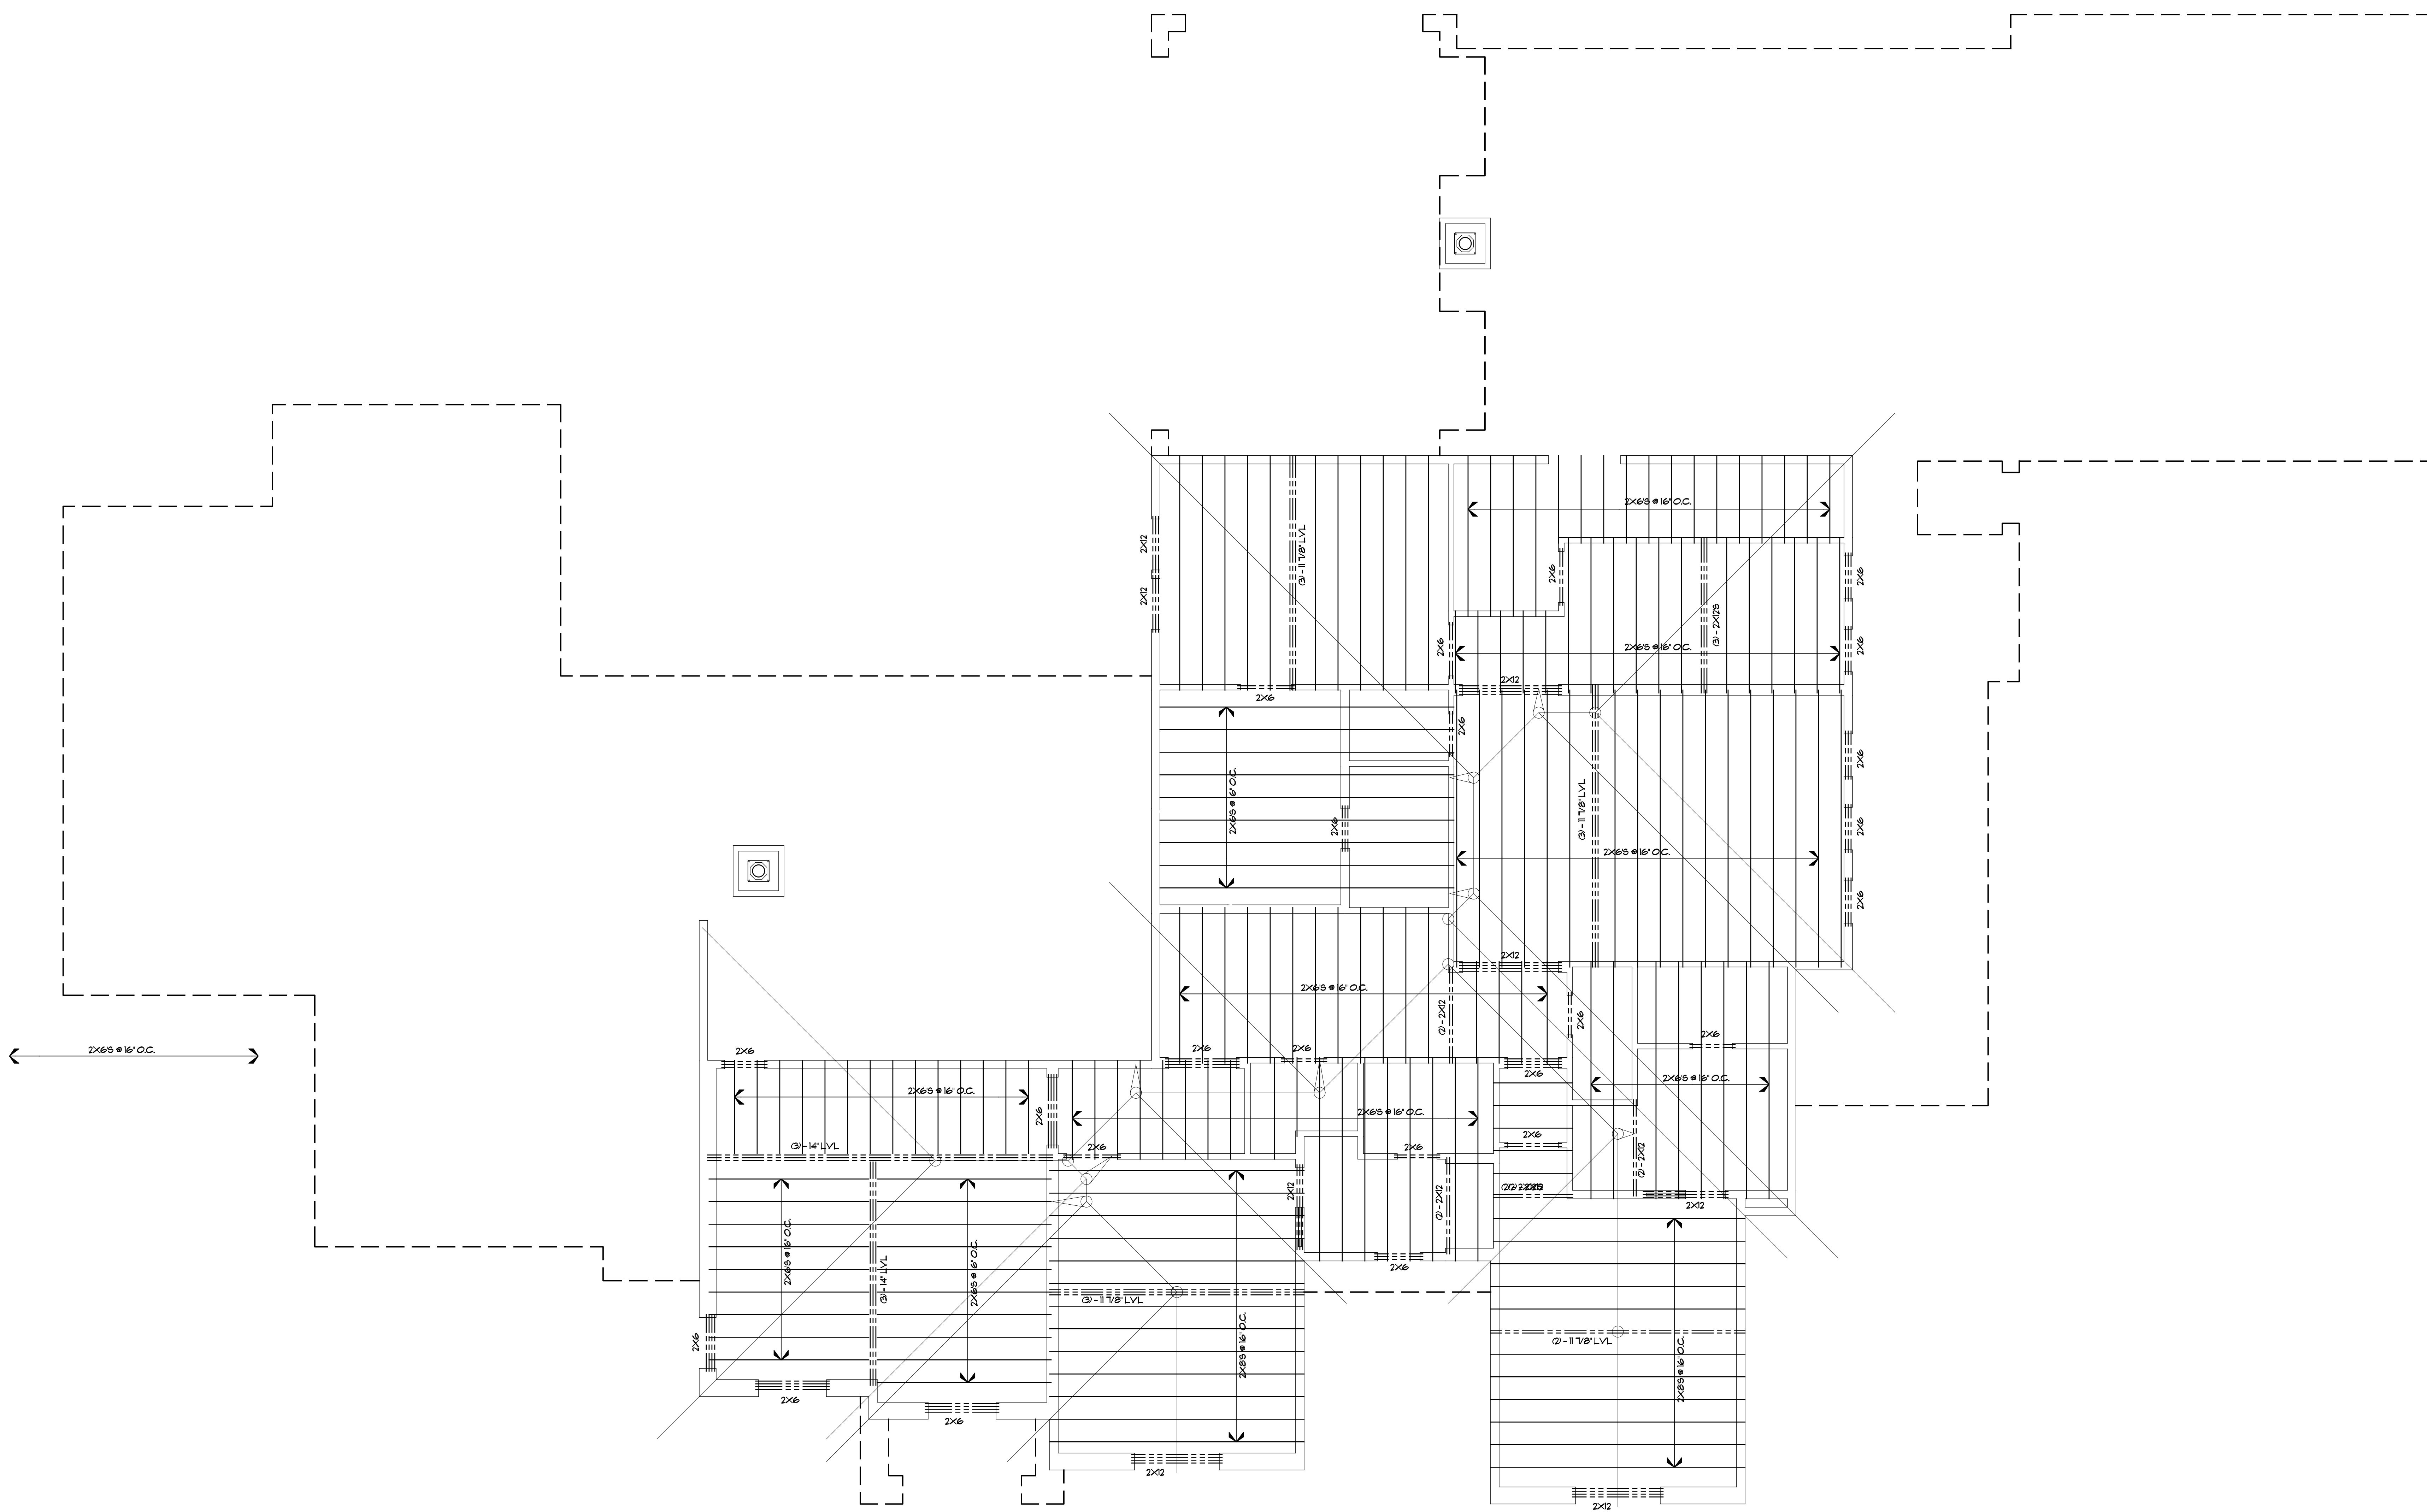 2X6'S @ 16" O.C.
2X12
(3) - 11 7/8" LVL
2X6
2X6
2X12
2X6
(3) - 2X12'S
2X6
2X6'S @ 16" O.C.
2X6
2X12
2X6
2X6
2X6
2X6'S @ 16" O.C.
(3) - 11 7/8" LVL
2X6
2X6
2X6'S @ 16" O.C.
2X6
2X12
2X6'S @ 16" O.C.
(2) - 2X12
2X6
2X6
2X6'S @ 16" O.C.
2X6
2X6
2X6
2X6
2X6'S @ 16" O.C.
2X6'S @ 16" O.C.
2X6
2X6'S @ 16" O.C.
2X6
(3) - 14" LVL
2X6
2X6
(2) - 2X12
2X12
(2) - 2X12
2X12
2X6'S @ 16" O.C.
2X6'S @ 16" O.C.
(3) - 14" LVL
2X6
(3) - 11 7/8" LVL
2X6
(2) - 11 7/8" LVL
2X8'S @ 16" O.C.
2X8'S @ 16" O.C.
2X6
2X6
2X12
2X12